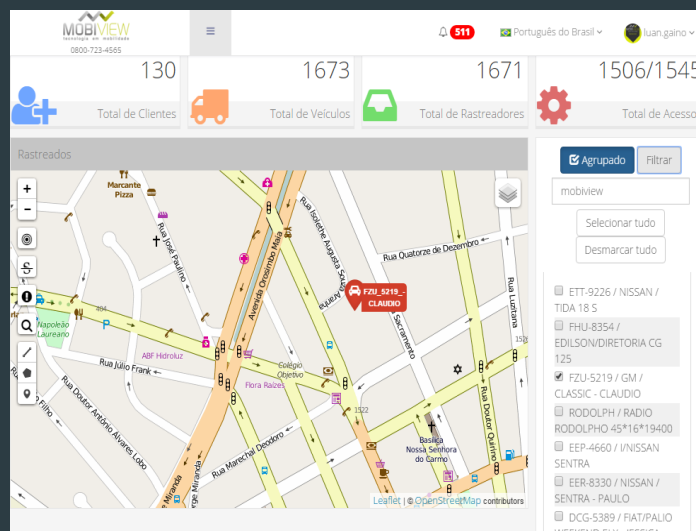 MOBIVIEW
tecnologia em mobilidade
0800-723-4565
511
Português do Brasil
luan.gaino
130
Total de Clientes
1673
Total de Veículos
1671
Total de Rastreadores
1506/1545
Total de Acesso
Rastreados
Agrupado
Filtrar
mobiview
Selecionar tudo
Desmarcar tudo
ETT-9226 / NISSAN /
TIDA 18 S
FHU-8354 /
EDILSON/DIRETORIA CG
125
FZU-5219 / GM /
CLASSIC - CLAUDIO
RODOLPH / RADIO
RODOLPHO 45*16*19400
EEP-4660 / I/NISSAN
SENTRA
EER-8330 / NISSAN /
SENTRA - PAULO
DCG-5389 / FIAT/PALIO
+
−
Marcante
Pizza
Rua José Paulino
Avenida Orosimbo Maia
Rua Isolethe Augusta Souza Aranha
Rua Quatorze de Dezembro
Rua Luzitana
FZU_5219_-
CLAUDIO
Sacramento
404
P
Napoleão
Laureano
ABF Hidroluz
Rua Júlio Frank
Flora Raízes
Colégio
Objetivo
1522
Rua Doutor Antônio Álvares Lobo
Rua Marechal Deodoro
Basílica
Nossa Senhora
do Carmo
Rua Doutor Quirino
Leaflet | © OpenStreetMap contributors